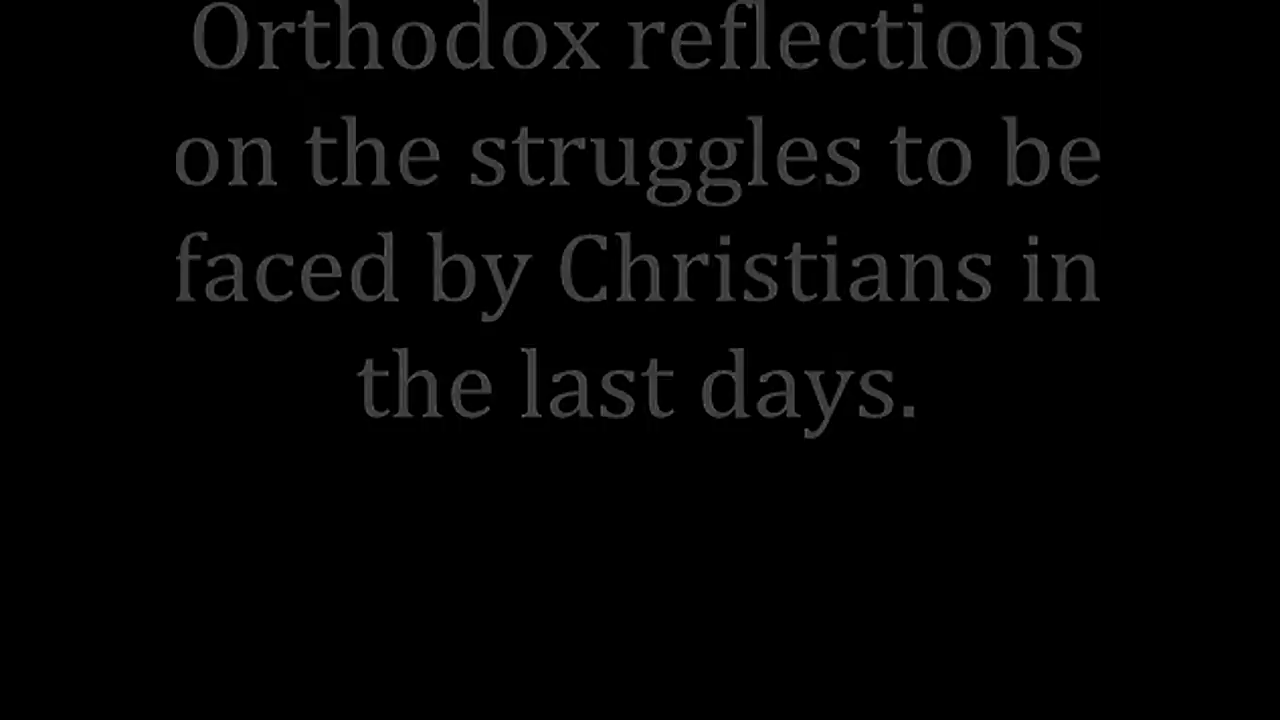 Orthodox reflections
on the struggles to be
faced by Christians in
the last days.